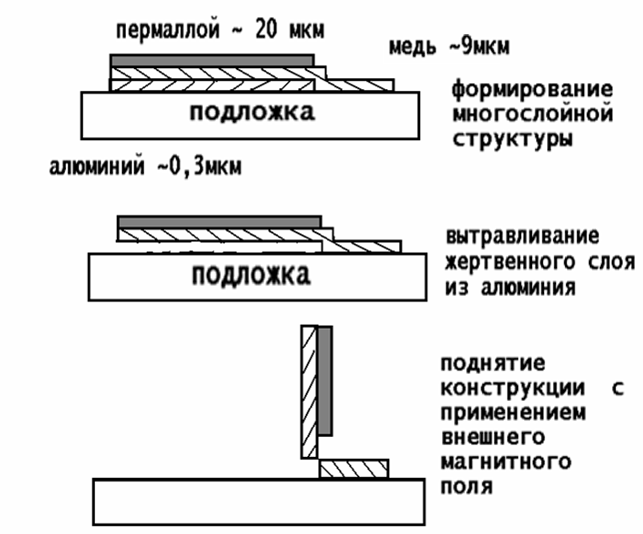 пермаллой ~ 20 мкм
медь ~9мкм
формирование
многослойной
структуры
подложка
алюминий ~0,3мкм
вытравливание
жертвенного слоя
из алюминия
подложка
поднятие
конструкции с
применением
внешнего
магнитного
поля